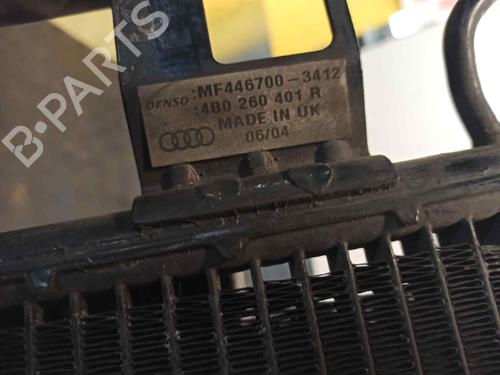 DENSO :MF446700-3412
:4B0 260 401 R
MADE IN UK
06/04
B-PARTS